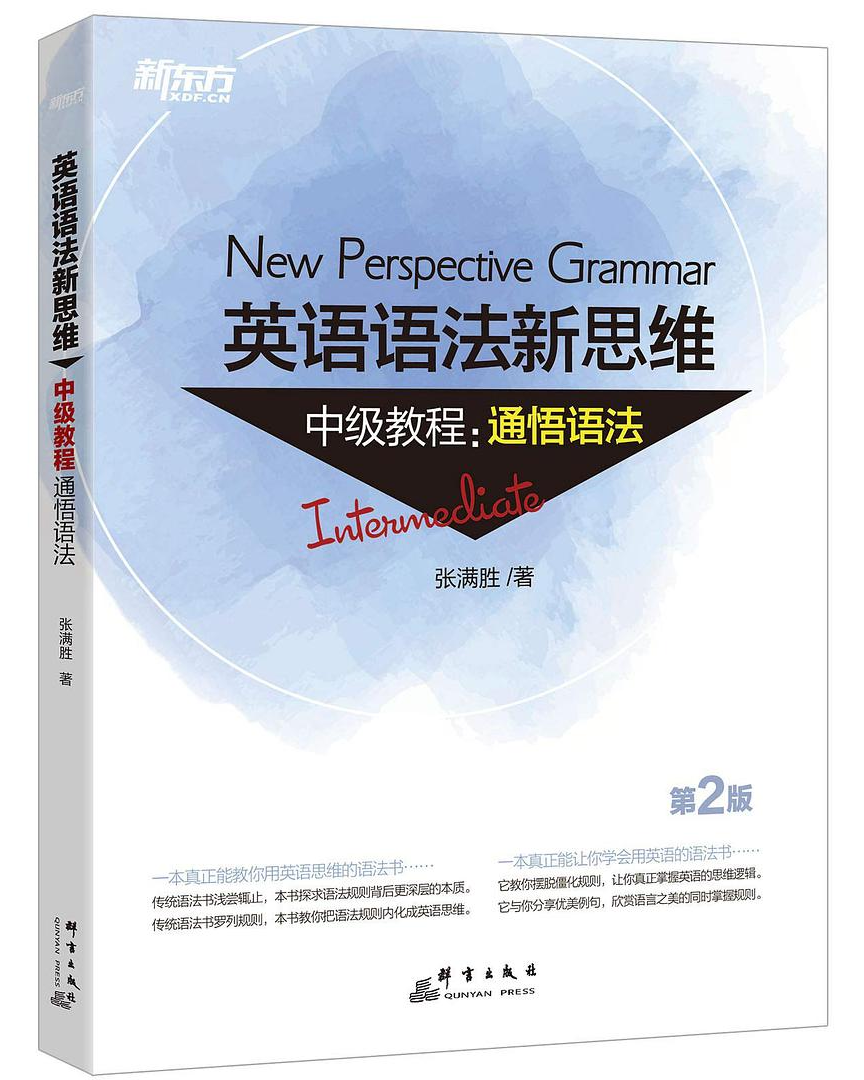 新东方
XDF.CN
New Perspective Grammar
英语语法新思维
中级教程：通悟语法
Intermediate
张满胜 /著
第2版
一本真正能教你用英语思维的语法书……
传统语法书浅尝辄止，本书探求语法规则背后更深层的本质。
传统语法书罗列规则，本书教你把语法规则内化成英语思维。
一本真正能让你学会用英语的语法书……
它教你摆脱僵化规则，让你真正掌握英语的思维逻辑。
它与你分享优美例句，欣赏语言之美的同时掌握规则。
群言出版社
QUNYAN PRESS
新东方
英语语法新思维
中级教程
通悟语法
张满胜 著
群言出版社
QUNYAN PRESS